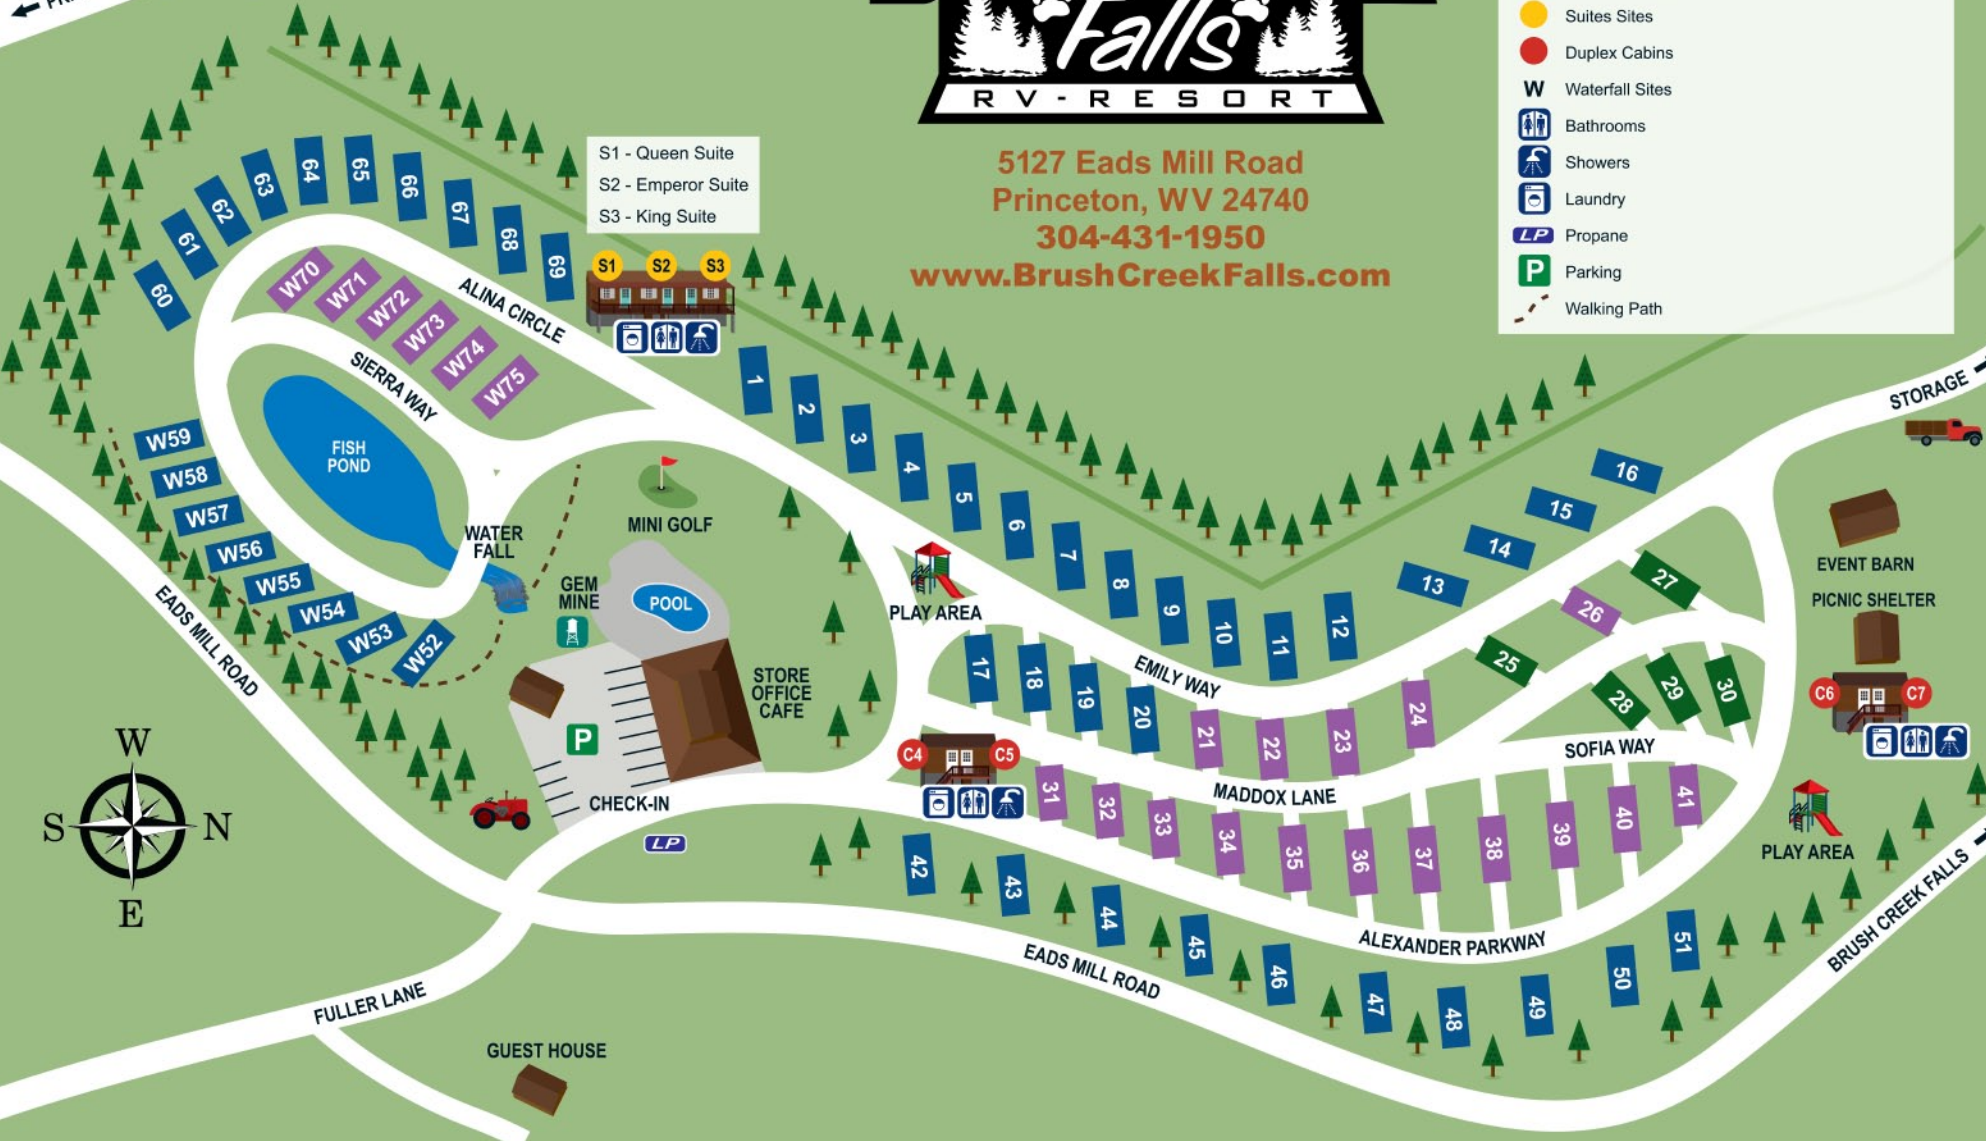 Falls
RV-RESORT
5127 Eads Mill Road
Princeton, WV 24740
304-431-1950
www.BrushCreekFalls.com
Suites Sites
Duplex Cabins
W Waterfall Sites
Bathrooms
Showers
Laundry
LP Propane
P Parking
Walking Path
S1 - Queen Suite
S2 - Emperor Suite
S3 - King Suite
S1 S2 S3
60
61
62
63
64
65
66
67
68
69
W70
W71
W72
W73
W74
W75
ALINA CIRCLE
SIERRA WAY
FISH
POND
WATER
FALL
W59
W58
W57
W56
W55
W54
W53
W52
EADS MILL ROAD
MINI GOLF
GEM
MINE
POOL
STORE
OFFICE
CAFE
P
CHECK-IN
LP
PLAY AREA
1
2
3
4
5
6
7
8
9
10
11
12
13
14
15
16
STORAGE
EVENT BARN
PICNIC SHELTER
C6 C7
PLAY AREA
EMILY WAY
17
18
19
20
21
22
23
24
25
26
27
28
29
30
SOFIA WAY
MADDOX LANE
C4 C5
31
32
33
34
35
36
37
38
39
40
41
ALEXANDER PARKWAY
42
43
44
45
46
47
48
49
50
51
EADS MILL ROAD
BRUSH CREEK FALLS
FULLER LANE
GUEST HOUSE
W
S N
E